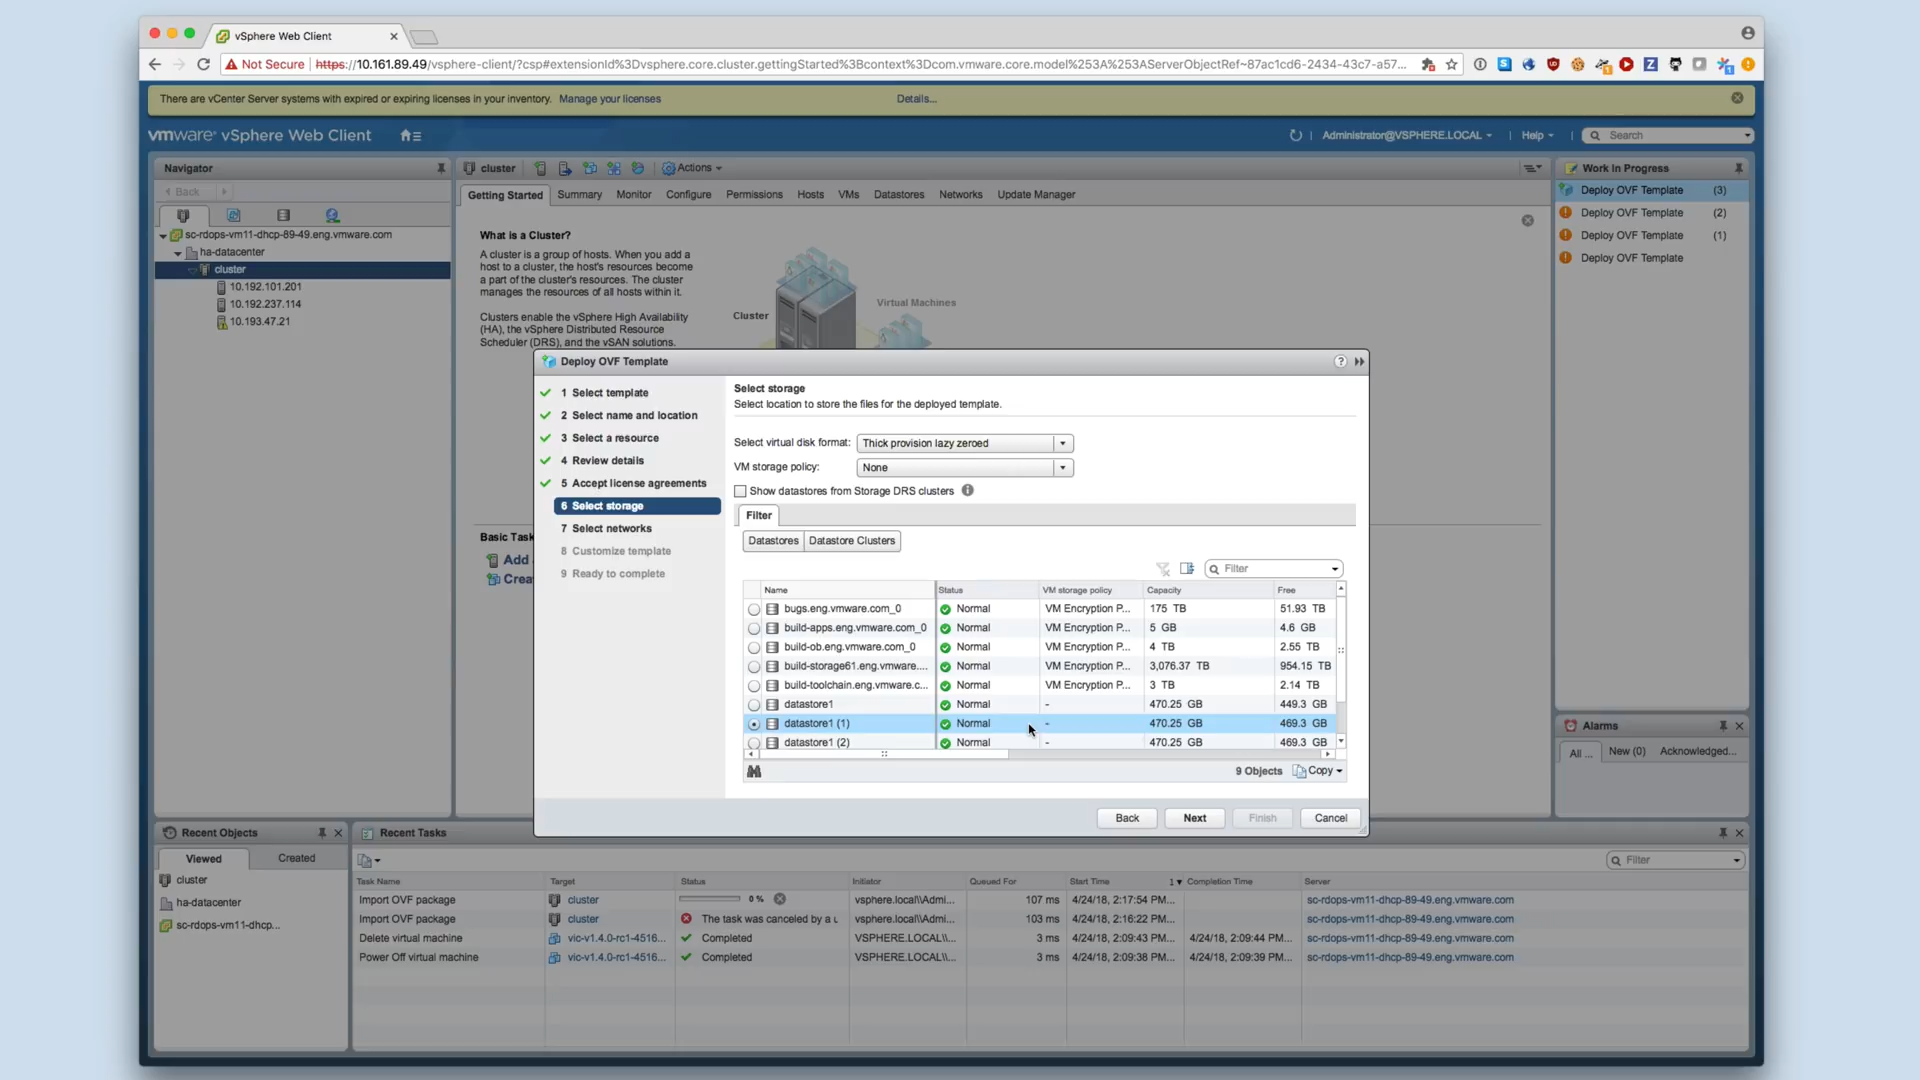 vSphere Web Client
Not Secure https://10.161.89.49/vsphere-client/?csp#extensionId%3Dvsphere.core.cluster.gettingStarted%3Bcontext%3Dcom.vmware.core.model%253A%253AServerObjectRef~87ac1cd6-2434-43c7-a57...
There are vCenter Server systems with expired or expiring licenses in your inventory. Manage your licenses Details...
vmware® vSphere Web Client
Administrator@VSPHERE.LOCAL Help Search
Navigator
Back
sc-rdops-vm11-dhcp-89-49.eng.vmware.com
ha-datacenter
cluster
10.192.101.201
10.192.237.114
10.193.47.21
cluster Actions
Getting Started Summary Monitor Configure Permissions Hosts VMs Datastores Networks Update Manager
What is a Cluster?
A cluster is a group of hosts. When you add a
host to a cluster, the host's resources become
a part of the cluster's resources. The cluster
manages the resources of all hosts within it.
Clusters enable the vSphere High Availability
(HA), the vSphere Distributed Resource
Scheduler (DRS), and the vSAN solutions.
Cluster
Virtual Machines
Basic Task
Add
Crea
Deploy OVF Template
1 Select template
2 Select name and location
3 Select a resource
4 Review details
5 Accept license agreements
6 Select storage
7 Select networks
8 Customize template
9 Ready to complete
Select storage
Select location to store the files for the deployed template.
Select virtual disk format: Thick provision lazy zeroed
VM storage policy: None
Show datastores from Storage DRS clusters
Filter
Datastores Datastore Clusters
Filter
Name Status VM storage policy Capacity Free
bugs.eng.vmware.com_0 Normal VM Encryption P... 175 TB 51.93 TB
build-apps.eng.vmware.com_0 Normal VM Encryption P... 5 GB 4.6 GB
build-ob.eng.vmware.com_0 Normal VM Encryption P... 4 TB 2.55 TB
build-storage61.eng.vmware.... Normal VM Encryption P... 3,076.37 TB 954.15 TB
build-toolchain.eng.vmware.c... Normal VM Encryption P... 3 TB 2.14 TB
datastore1 Normal - 470.25 GB 449.3 GB
datastore1 (1) Normal - 470.25 GB 469.3 GB
datastore1 (2) Normal - 470.25 GB 469.3 GB
9 Objects Copy
Back Next Finish Cancel
Work In Progress
Deploy OVF Template (3)
Deploy OVF Template (2)
Deploy OVF Template (1)
Deploy OVF Template
Alarms
All ... New (0) Acknowledged...
Recent Objects
Viewed Created
cluster
ha-datacenter
sc-rdops-vm11-dhcp...
Recent Tasks
Filter
Task Name Target Status Initiator Queued For Start Time 1 Completion Time Server
Import OVF package cluster 0 % vsphere.local\\Admi... 107 ms 4/24/18, 2:17:54 PM... sc-rdops-vm11-dhcp-89-49.eng.vmware.com
Import OVF package cluster The task was canceled by a u vsphere.local\\Admi... 103 ms 4/24/18, 2:16:22 PM... sc-rdops-vm11-dhcp-89-49.eng.vmware.com
Delete virtual machine vic-v1.4.0-rc1-4516... Completed VSPHERE.LOCAL\\... 3 ms 4/24/18, 2:09:43 PM... 4/24/18, 2:09:44 PM... sc-rdops-vm11-dhcp-89-49.eng.vmware.com
Power Off virtual machine vic-v1.4.0-rc1-4516... Completed VSPHERE.LOCAL\\... 3 ms 4/24/18, 2:09:38 PM... 4/24/18, 2:09:39 PM... sc-rdops-vm11-dhcp-89-49.eng.vmware.com